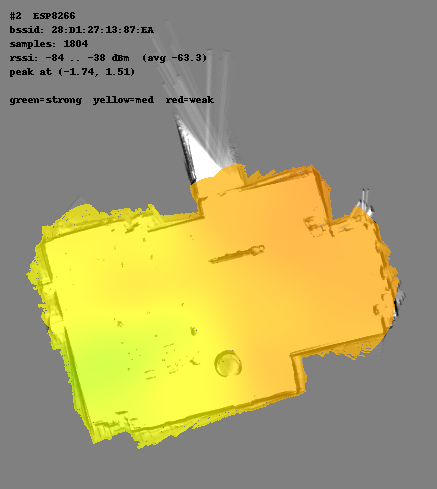 #2 ESP8266
bssid: 28:D1:27:13:87:EA
samples: 1804
rssi: -84 .. -38 dBm (avg -63.3)
peak at (-1.74, 1.51)
green=strong yellow=med red=weak